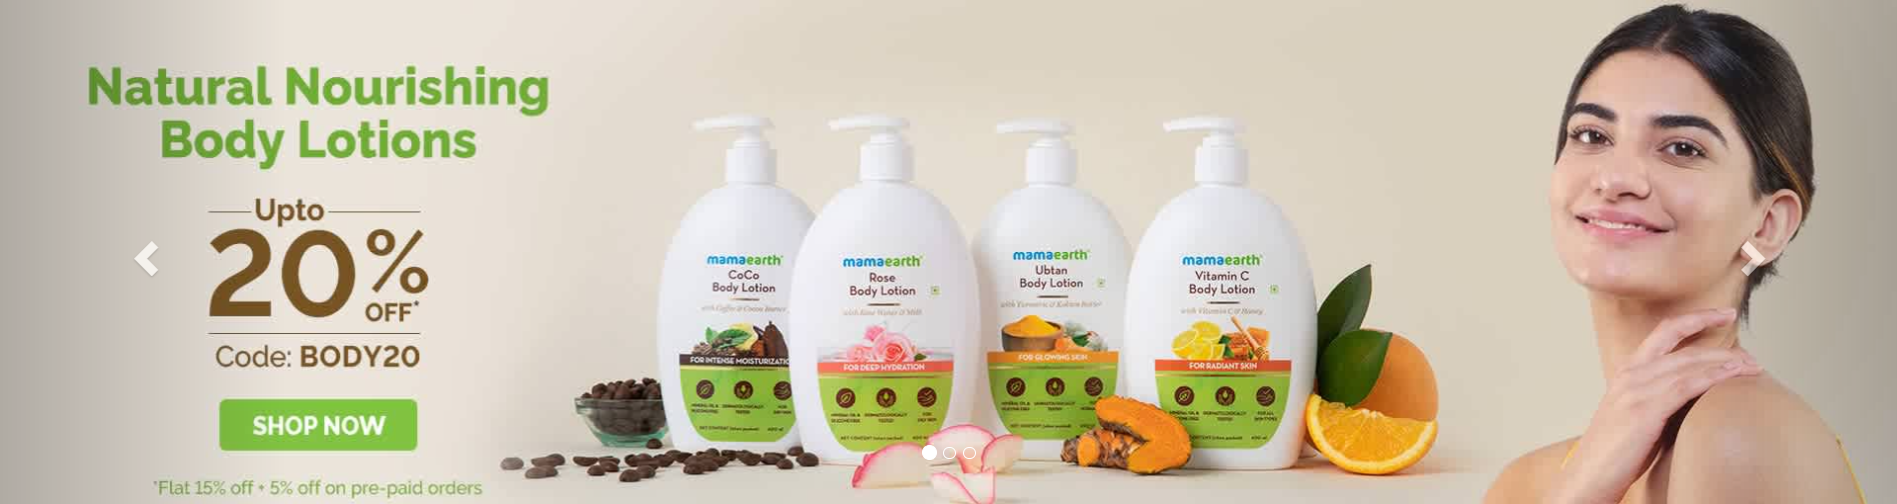 Natural Nourishing
Body Lotions
Upto
20%
OFF*
Code: BODY20
SHOP NOW
*Flat 15% off + 5% off on pre-paid orders
mamaearth
CoCo
Body Lotion
with Coffee & Cocoa Butter
FOR INTENSE MOISTURIZATIO
mamaearth
Rose
Body Lotion
with Rose Water & Milk
FOR DEEP HYDRATION
mamaearth
Ubtan
Body Lotion
with Turmeric & Kokum Butter
FOR GLOWING SKIN
mamaearth
Vitamin C
Body Lotion
with Vitamin C & Honey
FOR RADIANT SKIN